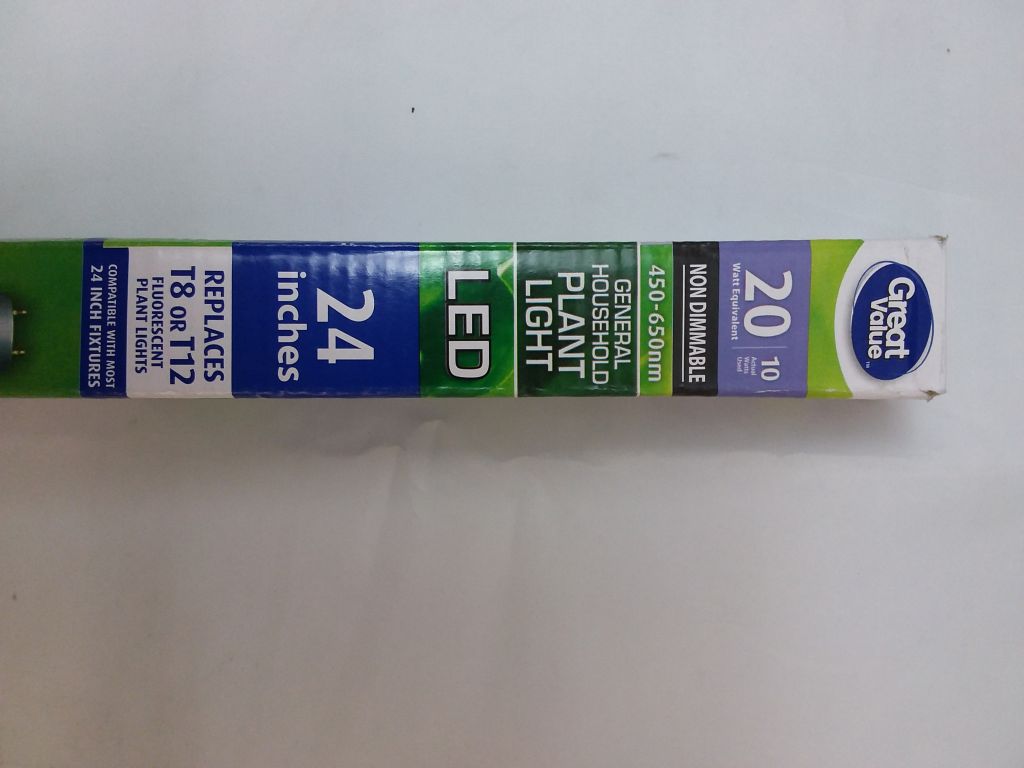 Great
Value™
20
Watt Equivalent
10
Actual
Watts
Used
NON DIMMABLE
450-650nm
GENERAL
HOUSEHOLD
PLANT
LIGHT
LED
24
inches
REPLACES
T8 OR T12
FLUORESCENT
PLANT LIGHTS
COMPATIBLE WITH MOST
24 INCH FIXTURES